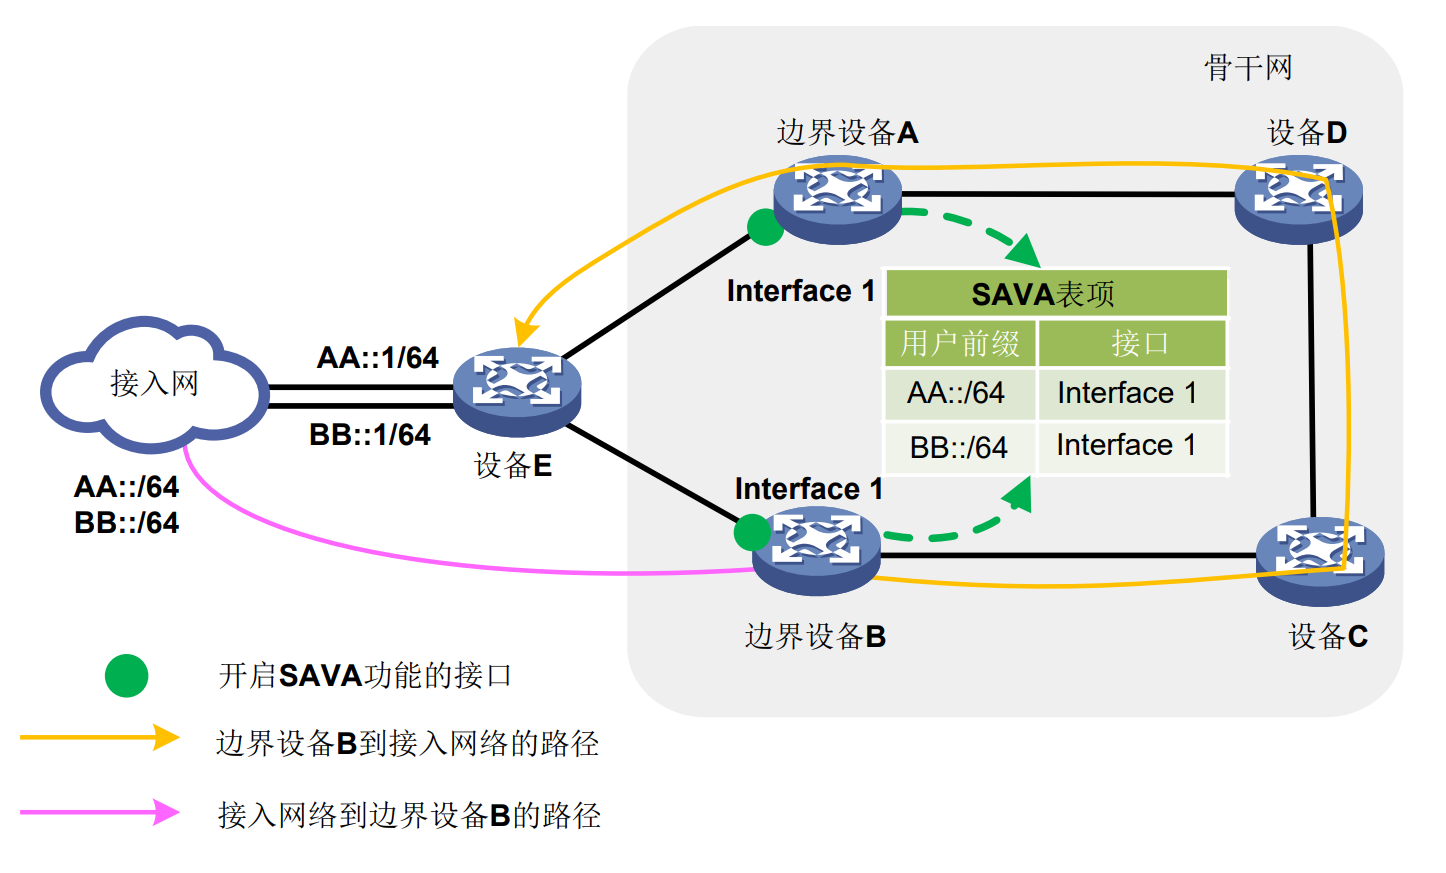 骨干网
边界设备A
设备D
Interface 1
SAVA表项
用户前缀 接口
AA::/64 Interface 1
BB::/64 Interface 1
AA::1/64
接入网
BB::1/64
设备E
AA::/64
BB::/64
Interface 1
边界设备B
设备C
开启SAVA功能的接口
边界设备B到接入网络的路径
接入网络到边界设备B的路径